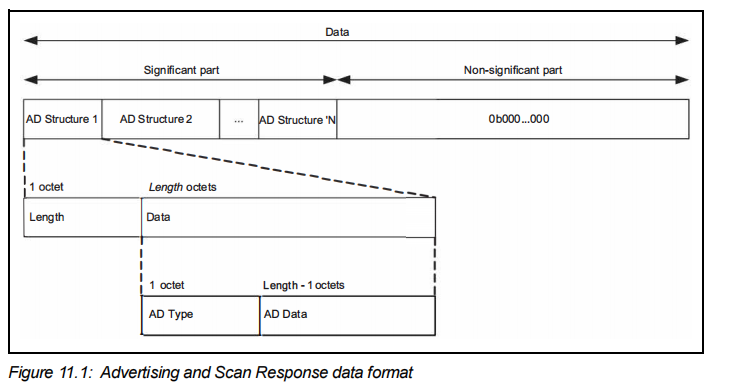 Data
Significant part
Non-significant part
AD Structure 1
AD Structure 2
...
AD Structure 'N
0b000...000
1 octet
Length octets
Length
Data
1 octet
Length - 1 octets
AD Type
AD Data
Figure 11.1: Advertising and Scan Response data format